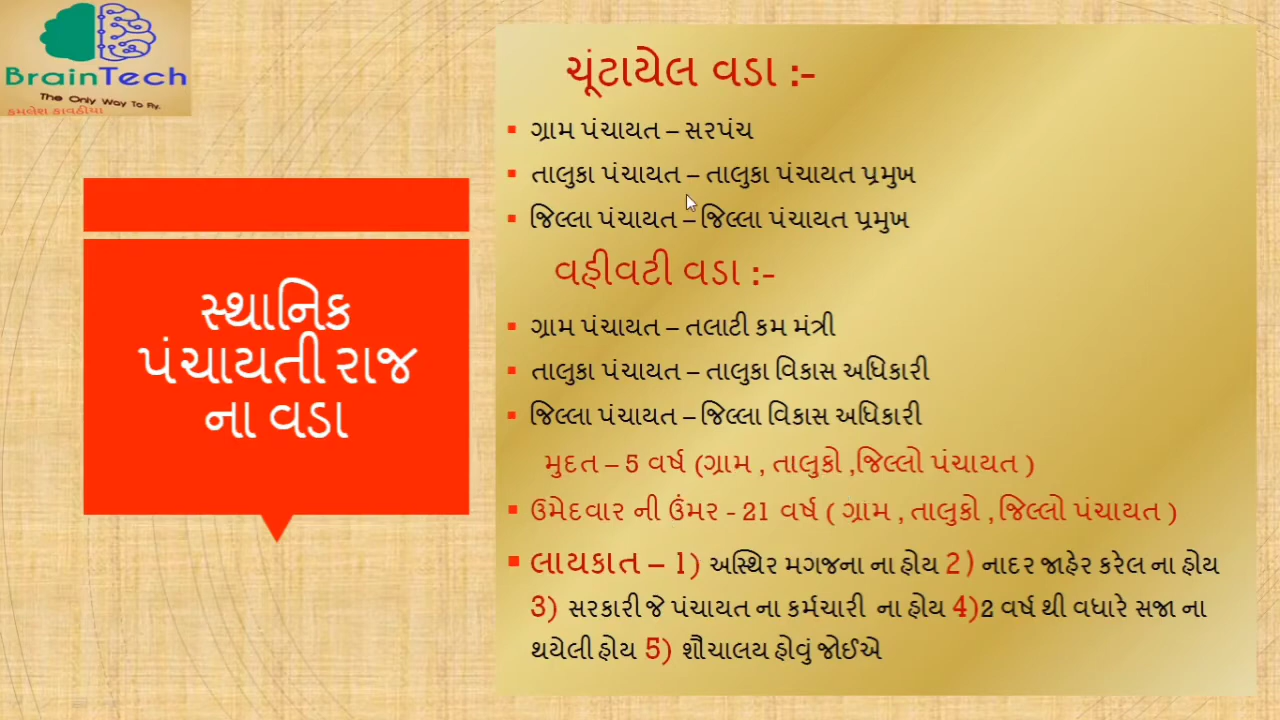 BrainTech
The Only Way To Fly.
કમલેશ કાવઠીયા
સ્થાનિક
પંચાયતી રાજ
ના વડા
ચૂંટાયેલ વડા :-
▪ ગ્રામ પંચાયત – સરપંચ
▪ તાલુકા પંચાયત – તાલુકા પંચાયત પ્રમુખ
▪ જિલ્લા પંચાયત – જિલ્લા પંચાયત પ્રમુખ
વહીવટી વડા :-
▪ ગ્રામ પંચાયત – તલાટી કમ મંત્રી
▪ તાલુકા પંચાયત – તાલુકા વિકાસ અધિકારી
▪ જિલ્લા પંચાયત – જિલ્લા વિકાસ અધિકારી
મુદત – 5 વર્ષ (ગ્રામ , તાલુકો ,જિલ્લો પંચાયત )
▪ ઉમેદવાર ની ઉંમર - 21 વર્ષ ( ગ્રામ , તાલુકો , જિલ્લો પંચાયત )
▪ લાયકાત – 1) અસ્થિર મગજના ના હોય 2) નાદર જાહેર કરેલ ના હોય
3) સરકારી જે પંચાયત ના કર્મચારી ના હોય 4)2 વર્ષ થી વધારે સજા ના
થયેલી હોય 5) શૌચાલય હોવું જોઈએ